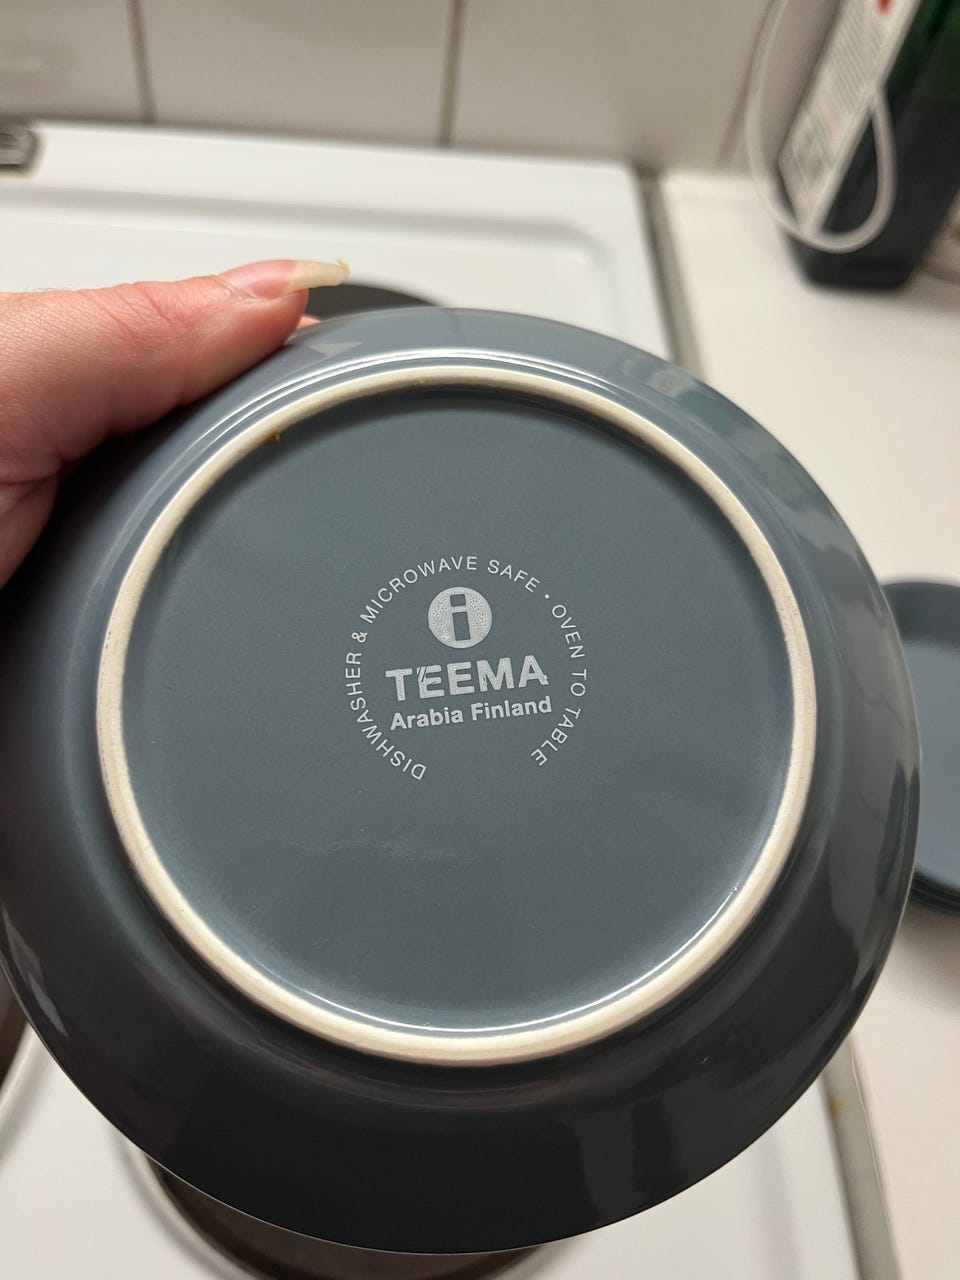 DISHWASHER & MICROWAVE SAFE • OVEN TO TABLE
i
TEEMA
Arabia Finland